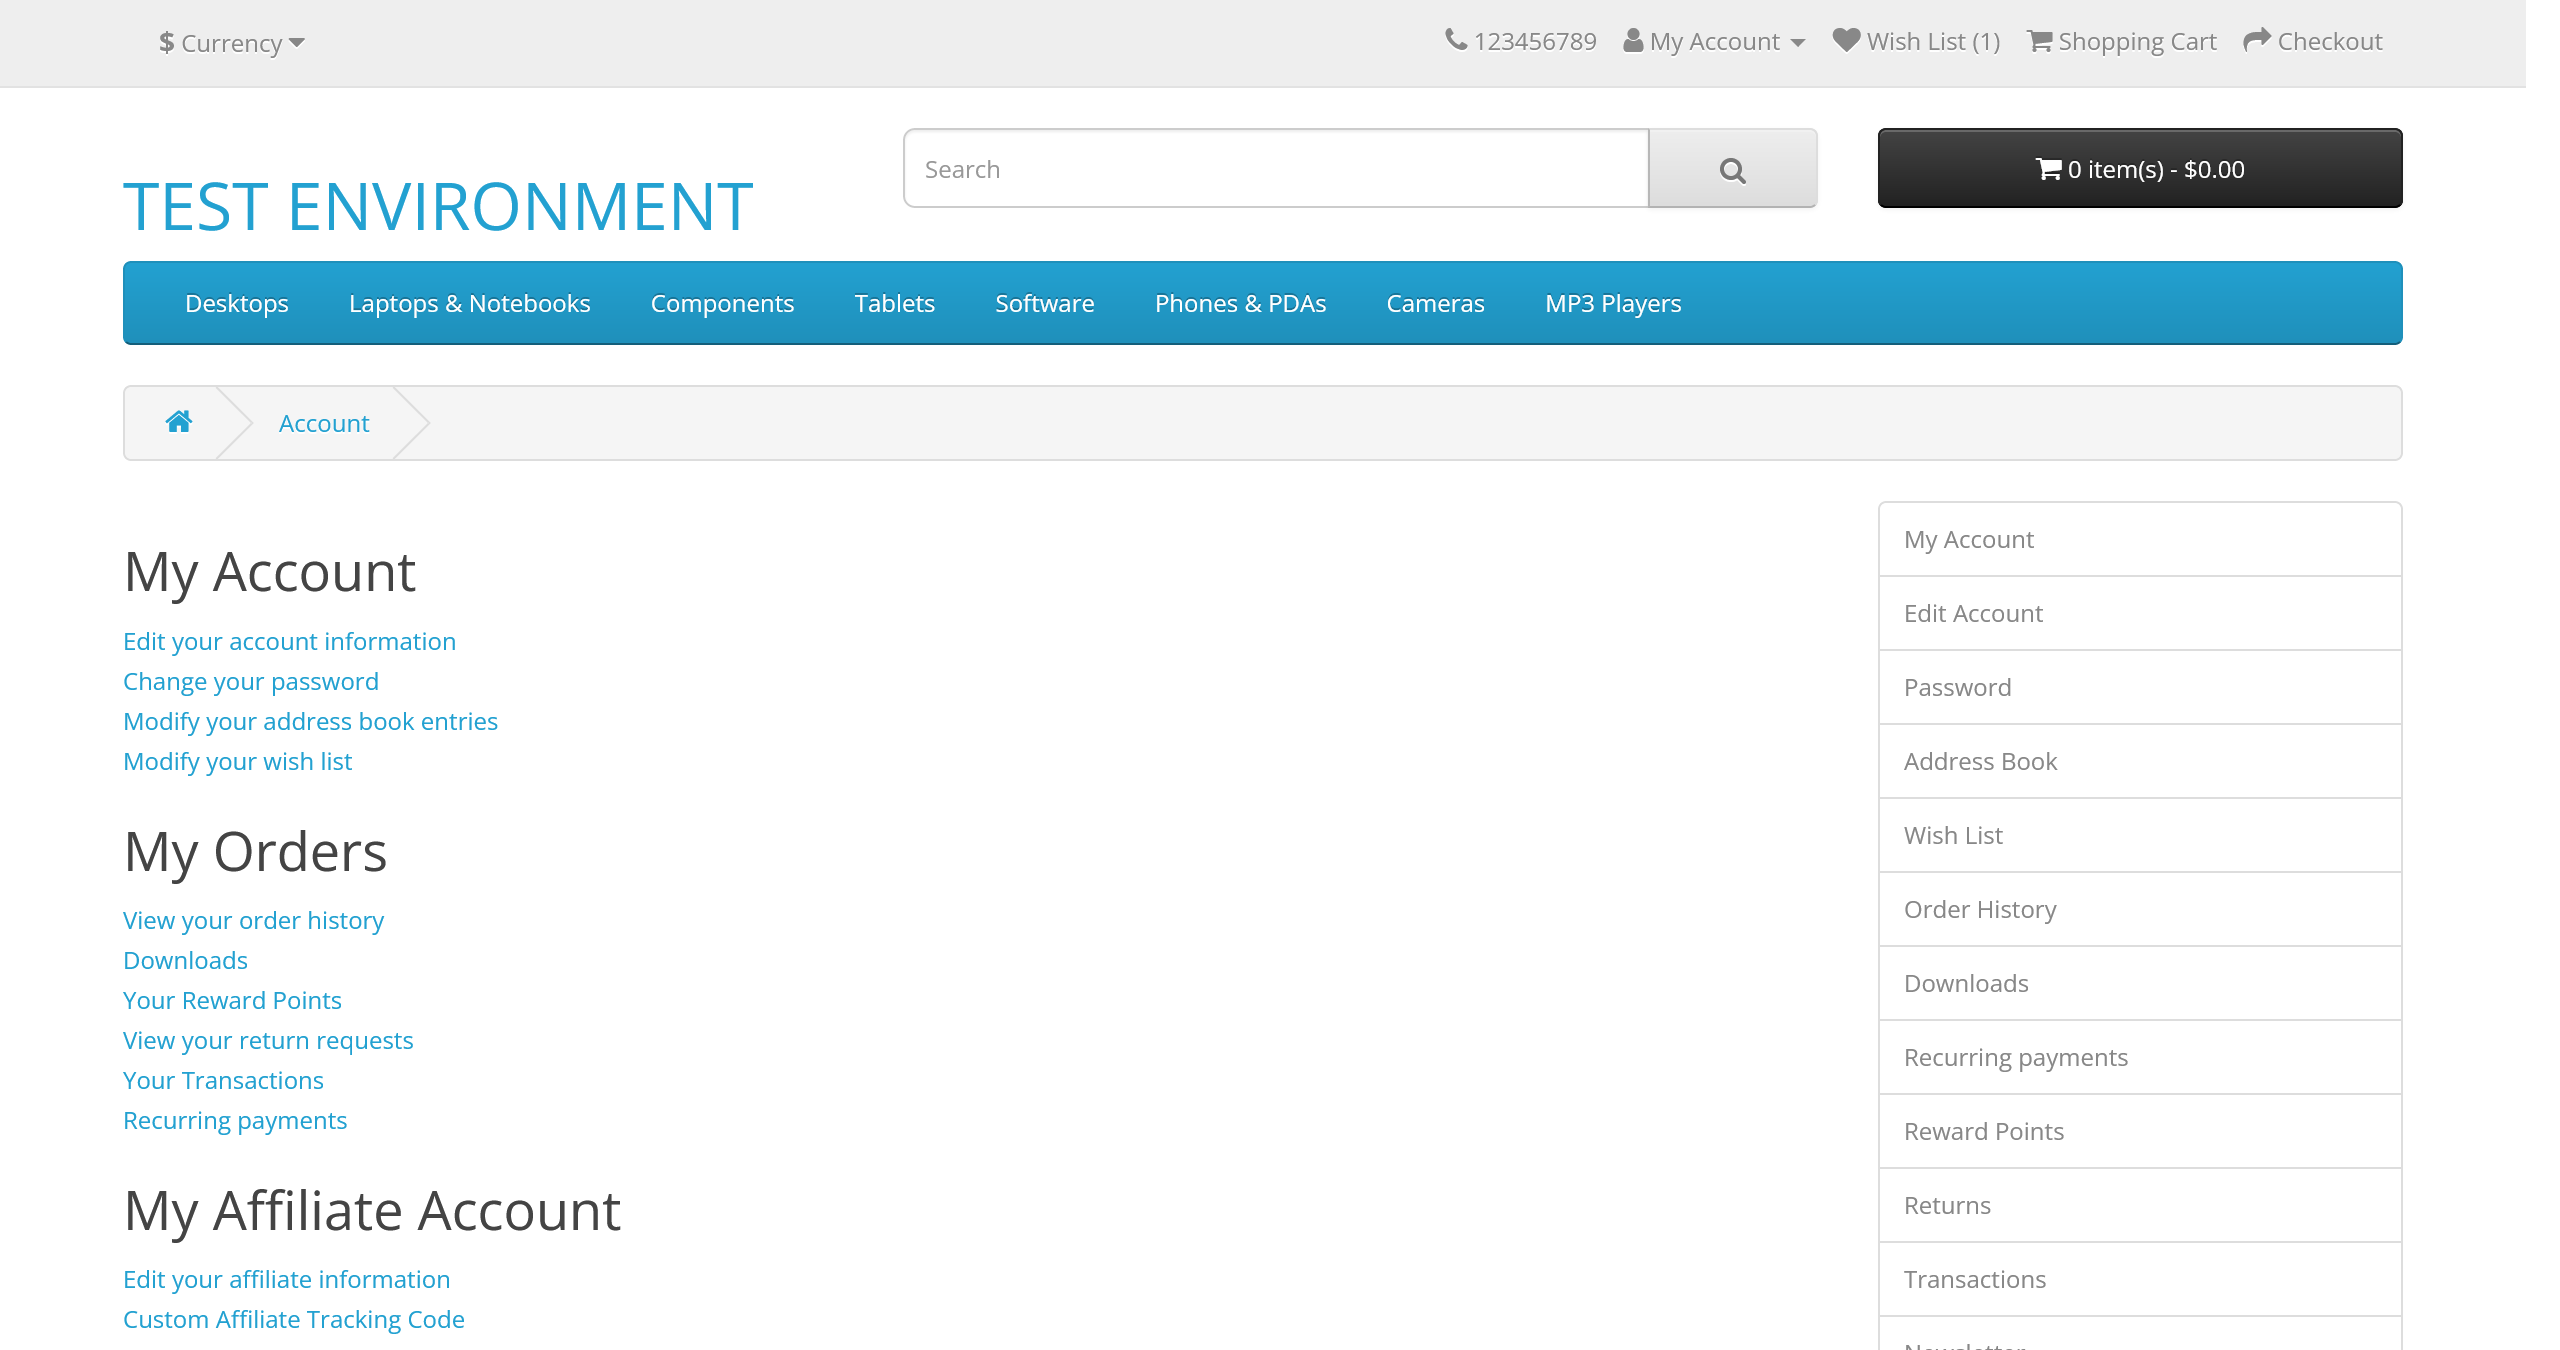 $ Currency
123456789 My Account Wish List (1) Shopping Cart Checkout
TEST ENVIRONMENT
Search
0 item(s) - $0.00
Desktops Laptops & Notebooks Components Tablets Software Phones & PDAs Cameras MP3 Players
Account
My Account
Edit your account information
Change your password
Modify your address book entries
Modify your wish list
My Orders
View your order history
Downloads
Your Reward Points
View your return requests
Your Transactions
Recurring payments
My Affiliate Account
Edit your affiliate information
Custom Affiliate Tracking Code
My Account
Edit Account
Password
Address Book
Wish List
Order History
Downloads
Recurring payments
Reward Points
Returns
Transactions